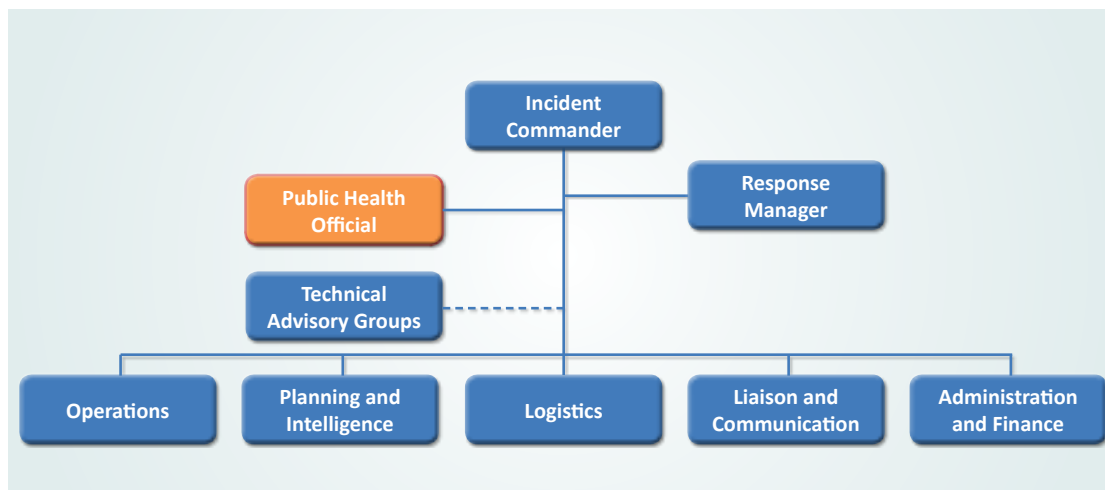 Incident
Commander
Public Health
Official
Response
Manager
Technical
Advisory Groups
Operations
Planning and
Intelligence
Logistics
Liaison and
Communication
Administration
and Finance